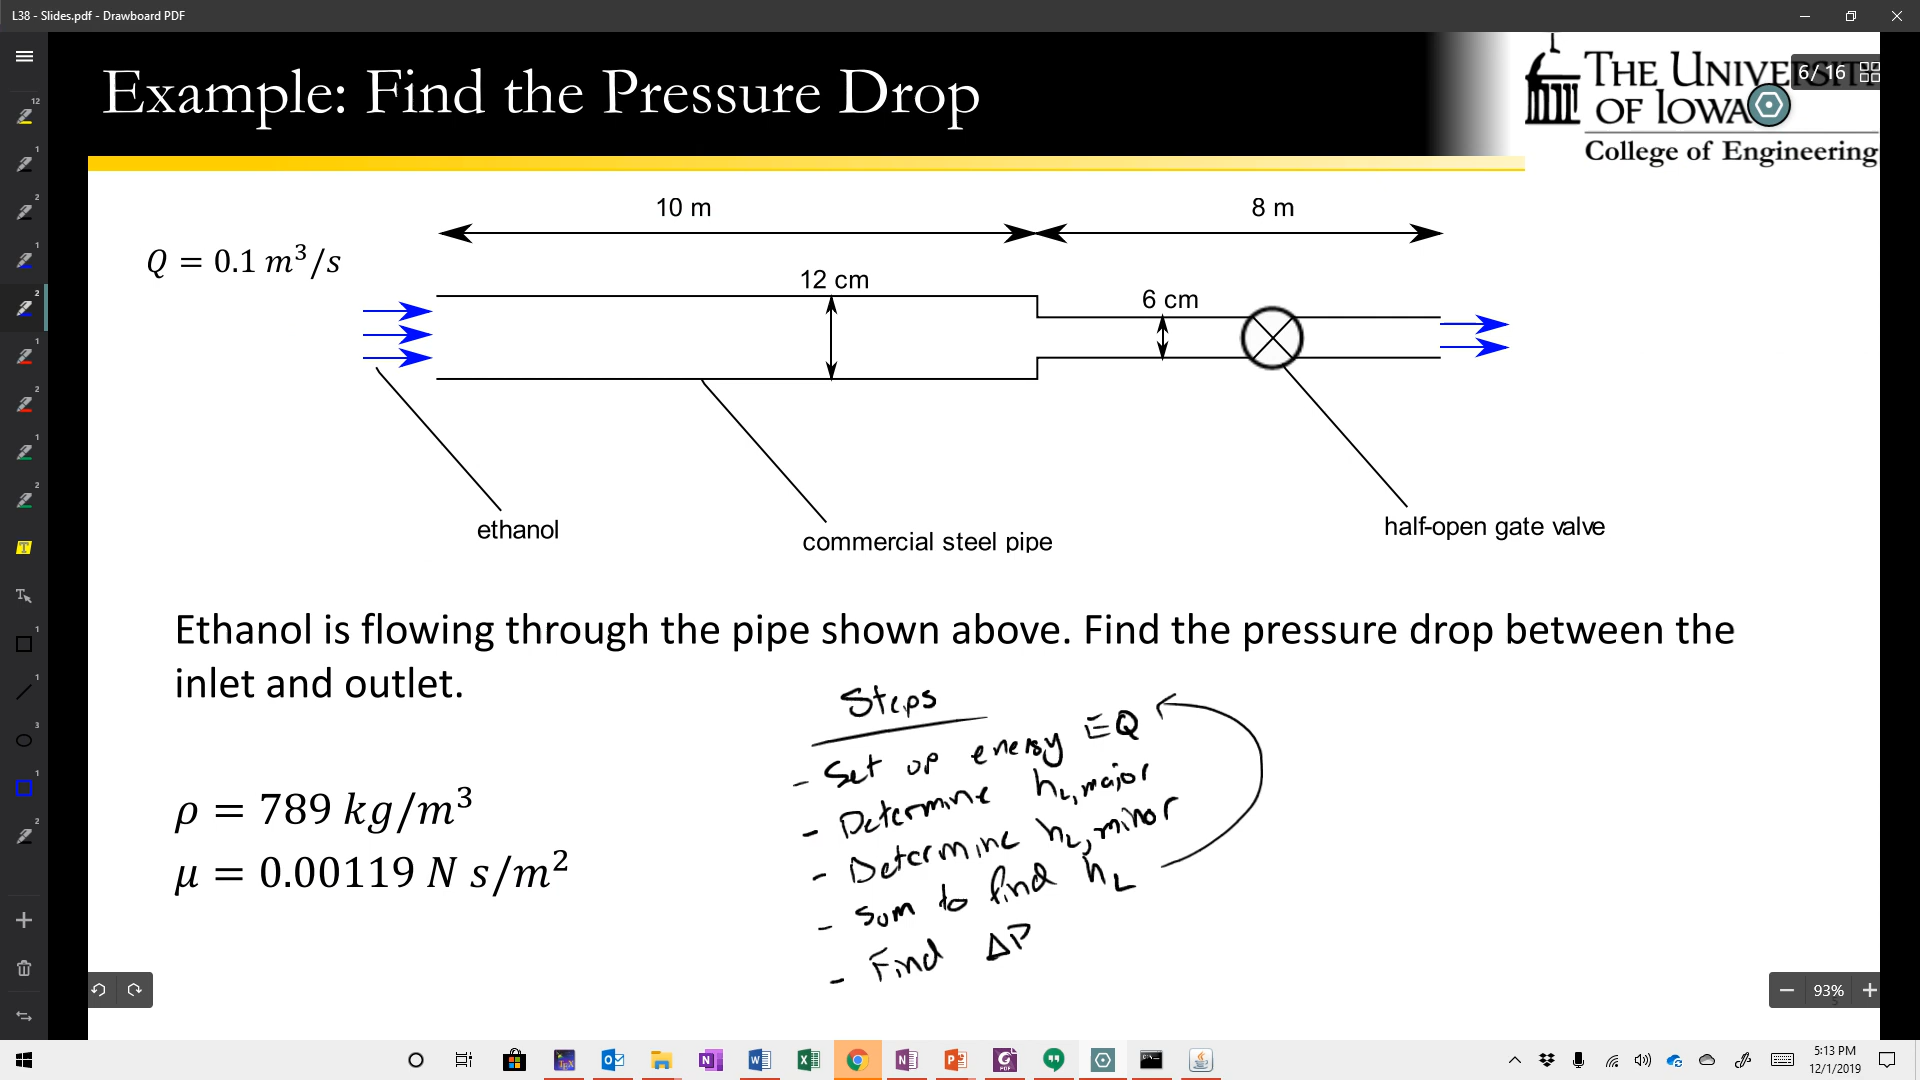 L38 - Slides.pdf - Drawboard PDF
Example: Find the Pressure Drop
THE UNIVERSIT
OF IOWA
College of Engineering
6 / 16
10 m
8 m
Q = 0.1 m³/s
12 cm
6 cm
ethanol
commercial steel pipe
half-open gate valve
Ethanol is flowing through the pipe shown above. Find the pressure drop between the
inlet and outlet.
Steps
- Set up energy EQ
- Determine h_L,major
- Determine h_L,minor
- Sum to find h_L
- Find ΔP
ρ = 789 kg/m³
μ = 0.00119 N s/m²
93%
5:13 PM
12/1/2019